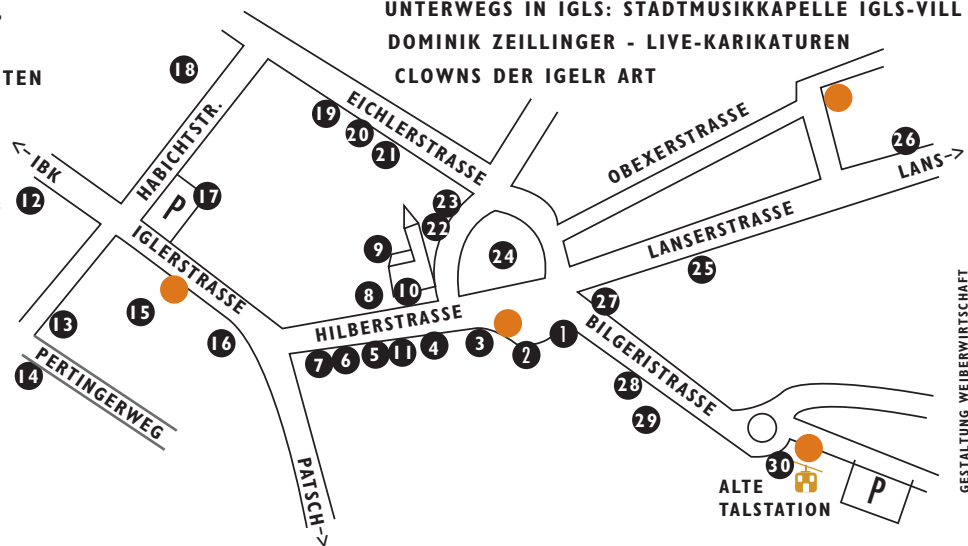 UNTERWEGS IN IGLS: STADTMUSIKKAPELLE IGLS-VILL
DOMINIK ZEILLINGER - LIVE-KARIKATUREN
CLOWNS DER IGELR ART
TEN
18
19
20
21
EICHLERSTRASSE
HABICHTSTR.
OBEXERSTRASSE
26
LANS->
<-IBK
12
17
P
23
22
9
24
LANSERSTRASSE
25
IGLERSTRASSE
8
10
27
15
HILBERSTRASSE
BILGERISTRASSE
13
16
7
6
5
11
4
3
2
1
14
PERTINGERWEG
28
29
PATSCH->
30
ALTE
TALSTATION
P
GESTALTUNG WEIBERWIRTSCHAFT